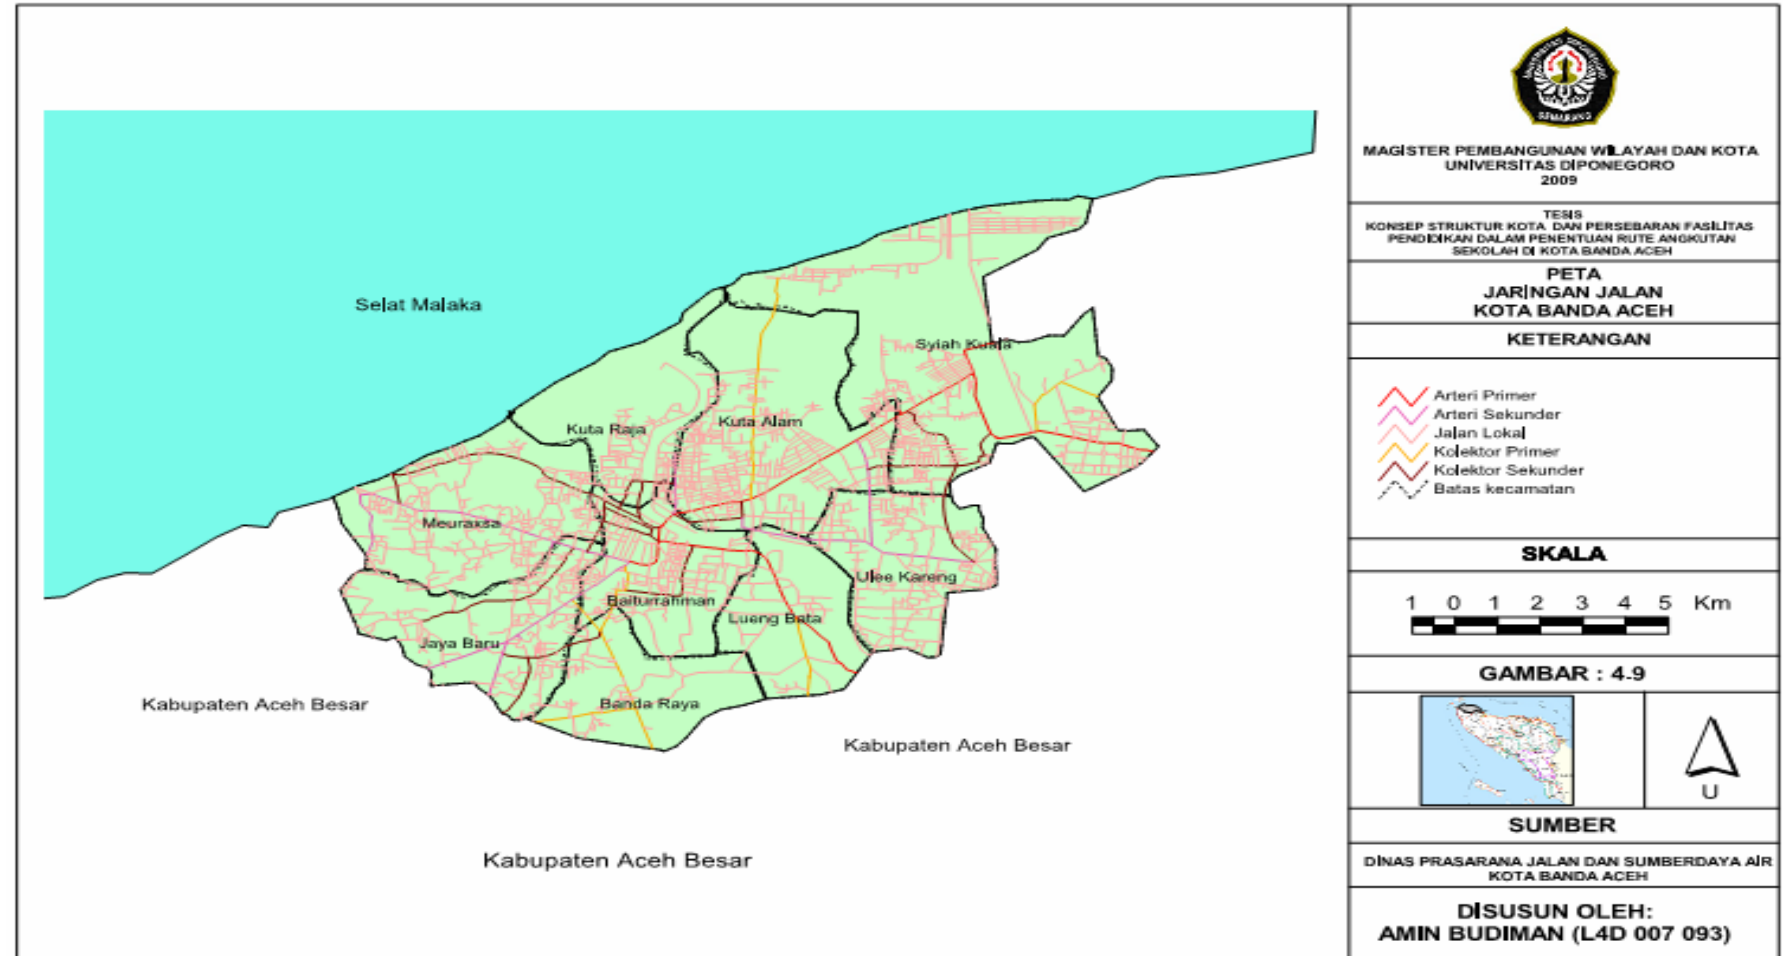 Selat Malaka
Syiah Kuala
Kuta Raja
Kuta Alam
Meuraxsa
Ulee Kareng
Baiturrahman
Lueng Bata
Jaya Baru
Banda Raya
Kabupaten Aceh Besar
Kabupaten Aceh Besar
Kabupaten Aceh Besar
UNIVERSITAS DIPONEGORO
SEMARANG
MAGISTER PEMBANGUNAN WILAYAH DAN KOTA
UNIVERSITAS DIPONEGORO
2009
TESIS
KONSEP STRUKTUR KOTA DAN PERSEBARAN FASILITAS
PENDIDIKAN DALAM PENENTUAN RUTE ANGKUTAN
SEKOLAH DI KOTA BANDA ACEH
PETA
JARINGAN JALAN
KOTA BANDA ACEH
KETERANGAN
Arteri Primer
Arteri Sekunder
Jalan Lokal
Kolektor Primer
Kolektor Sekunder
Batas kecamatan
SKALA
1 0 1 2 3 4 5 Km
GAMBAR : 4.9
U
SUMBER
DINAS PRASARANA JALAN DAN SUMBERDAYA AIR
KOTA BANDA ACEH
DISUSUN OLEH:
AMIN BUDIMAN (L4D 007 093)